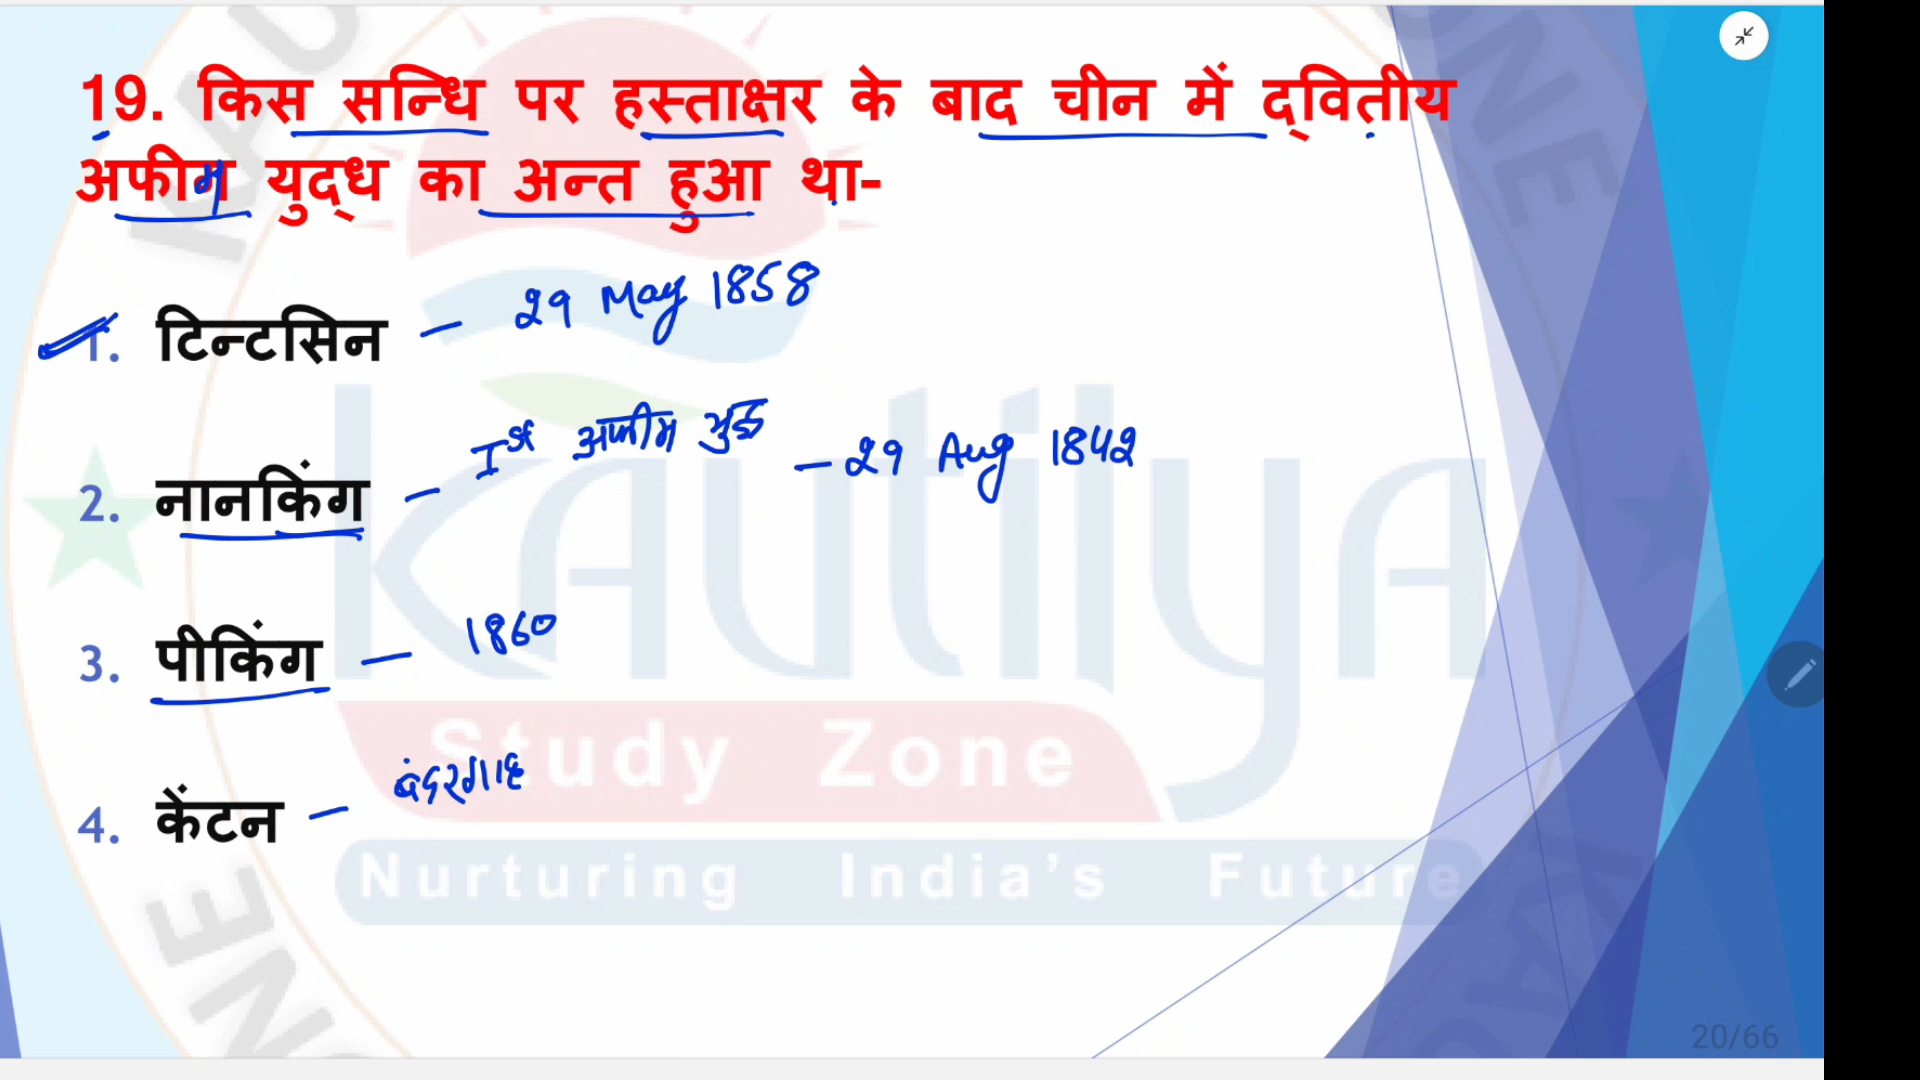 19. किस सन्धि पर हस्ताक्षर के बाद चीन में द्वितीय
अफीम युद्ध का अन्त हुआ था-
1. टिन्टसिन – 29 May 1858
2. नानकिंग – Ist अफीम युद्ध – 29 Aug 1842
3. पीकिंग – 1860
4. केंटन – बंदरगाह
KAUTILYA
Study Zone
Nurturing India's Future
20/66